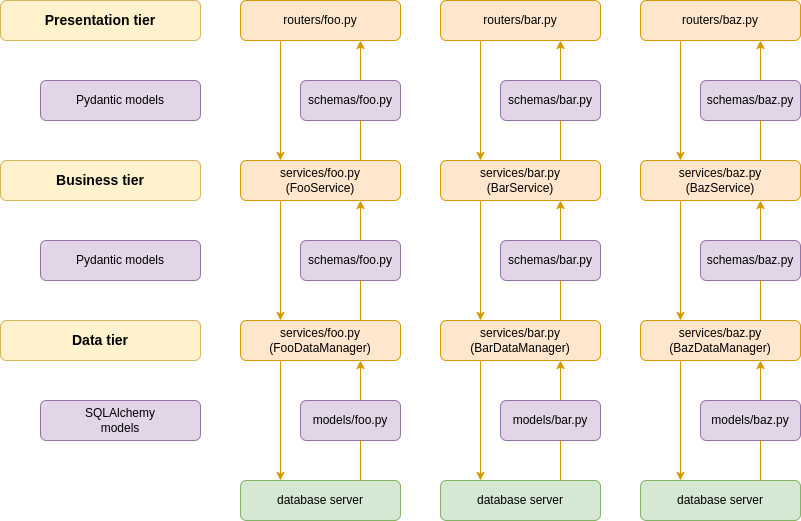 Presentation tier
routers/foo.py
routers/bar.py
routers/baz.py
Pydantic models
schemas/foo.py
schemas/bar.py
schemas/baz.py
Business tier
services/foo.py
(FooService)
services/bar.py
(BarService)
services/baz.py
(BazService)
Pydantic models
schemas/foo.py
schemas/bar.py
schemas/baz.py
Data tier
services/foo.py
(FooDataManager)
services/bar.py
(BarDataManager)
services/baz.py
(BazDataManager)
SQLAlchemy
models
models/foo.py
models/bar.py
models/baz.py
database server
database server
database server